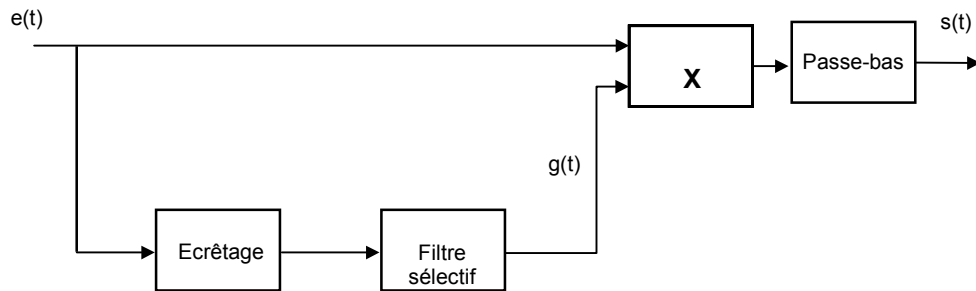 e(t)
s(t)
X
Passe-bas
g(t)
Ecrêtage
Filtre
sélectif